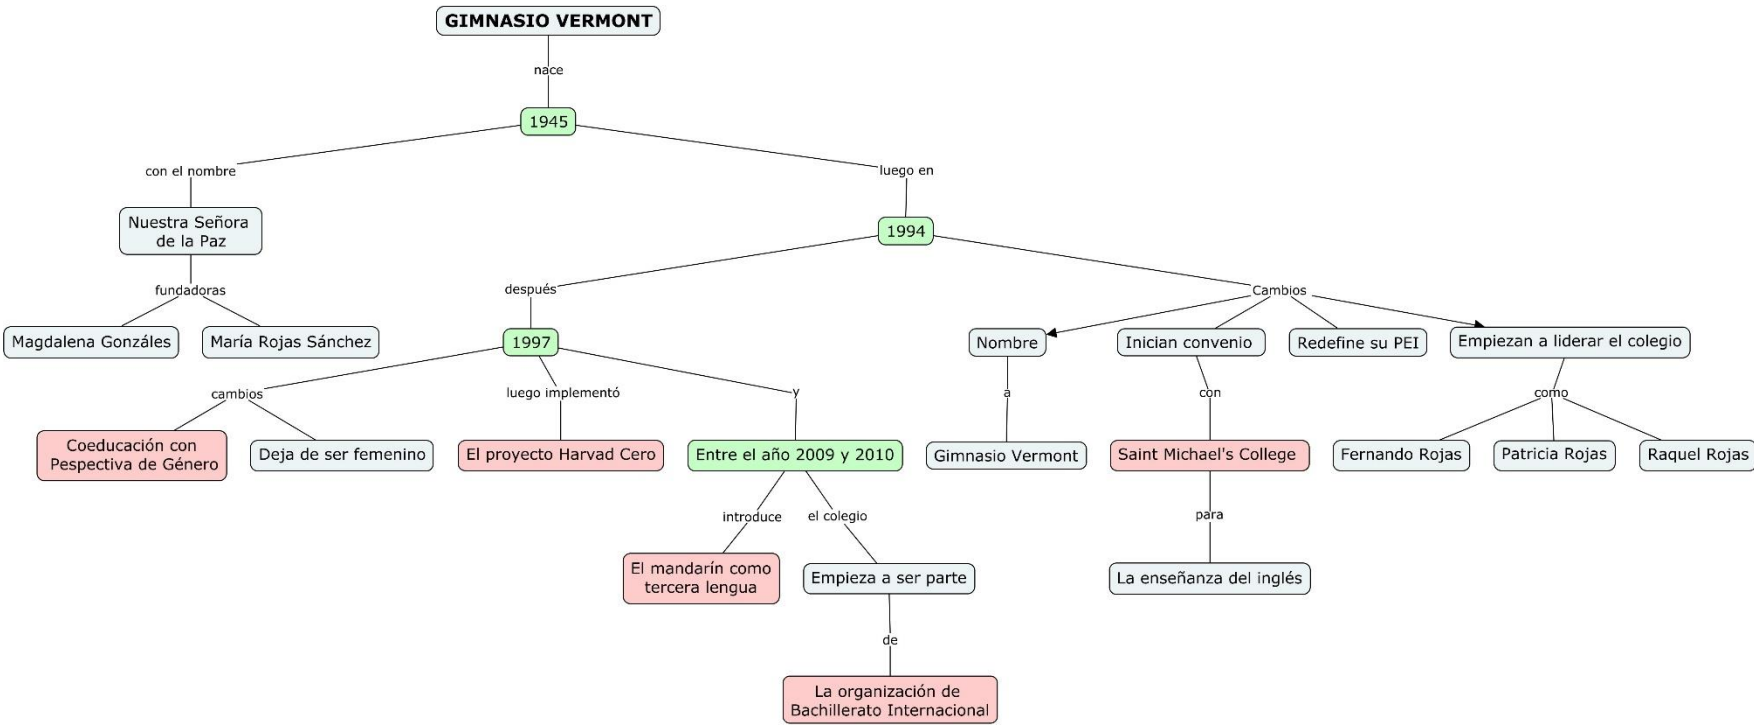 GIMNASIO VERMONT
nace
1945
con el nombre
luego en
Nuestra Señora
de la Paz
1994
fundadoras
después
Cambios
Magdalena Gonzáles
María Rojas Sánchez
1997
Nombre
Inician convenio
Redefine su PEI
Empiezan a liderar el colegio
cambios
luego implementó
y
a
con
como
Coeducación con
Pespectiva de Género
Deja de ser femenino
El proyecto Harvad Cero
Entre el año 2009 y 2010
Gimnasio Vermont
Saint Michael's College
Fernando Rojas
Patricia Rojas
Raquel Rojas
introduce
el colegio
para
El mandarín como
tercera lengua
Empieza a ser parte
La enseñanza del inglés
de
La organización de
Bachillerato Internacional